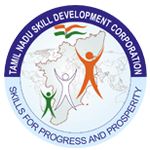 TAMIL NADU SKILL DEVELOPMENT CORPORATION
SKILLS FOR PROGRESS AND PROSPERITY